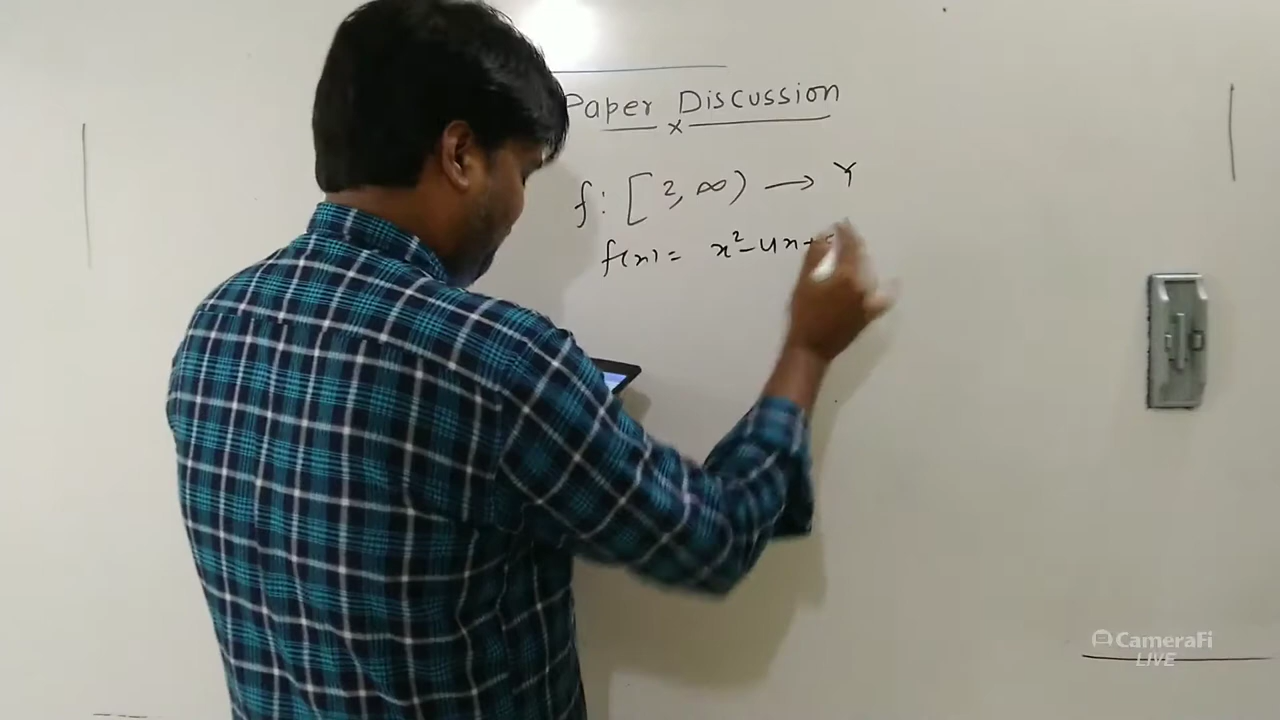 Paper Discussion
x
f: [2, ∞) → Y
f(x) = x²-4x+
CameraFi
LIVE